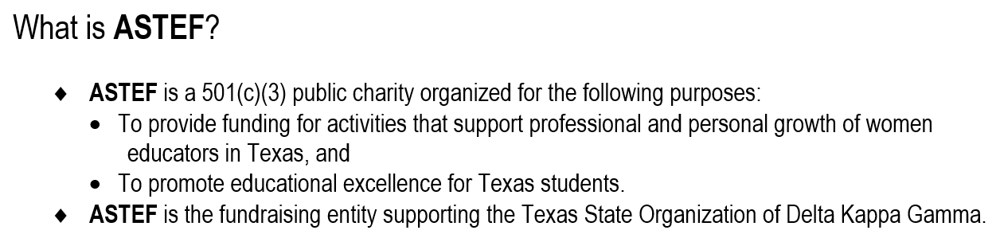 What is ASTEF?
♦ ASTEF is a 501(c)(3) public charity organized for the following purposes:
• To provide funding for activities that support professional and personal growth of women
educators in Texas, and
• To promote educational excellence for Texas students.
♦ ASTEF is the fundraising entity supporting the Texas State Organization of Delta Kappa Gamma.